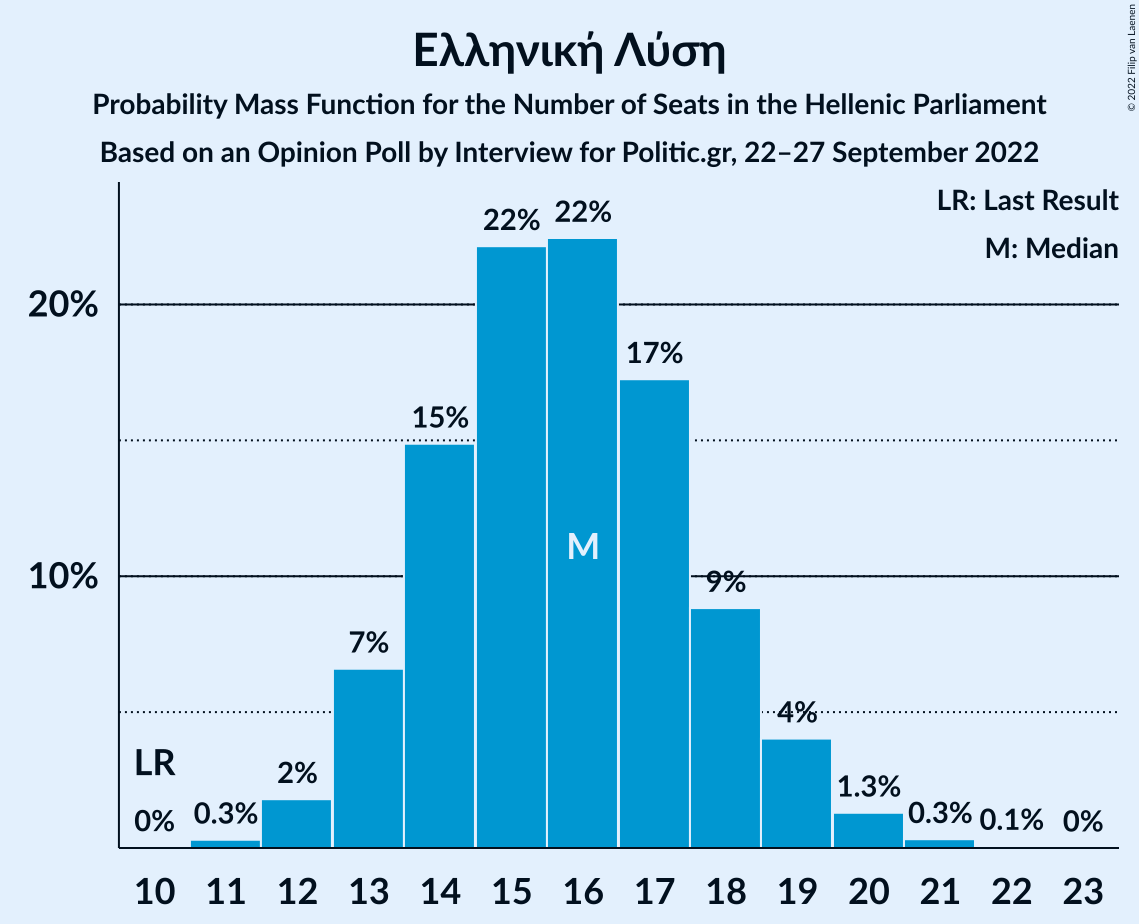 Ελληνική Λύση
Probability Mass Function for the Number of Seats in the Hellenic Parliament
Based on an Opinion Poll by Interview for Politic.gr, 22–27 September 2022
© 2022 Filip van Laenen
LR: Last Result
M: Median
20%
10%
0%
0.3%
2%
7%
15%
22%
22%
17%
9%
4%
1.3%
0.3%
0.1%
0%
LR
M
10 11 12 13 14 15 16 17 18 19 20 21 22 23